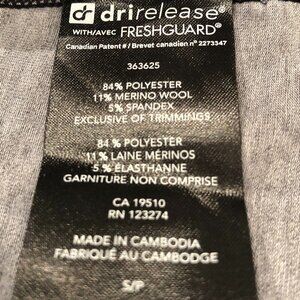 dr drirelease®
WITH/AVEC FRESHGUARD®
Canadian Patent # / Brevet canadien n° 2273347
363625
84% POLYESTER
11% MERINO WOOL
5% SPANDEX
EXCLUSIVE OF TRIMMINGS
84 % POLYESTER
11 % LAINE MÉRINOS
5 % ÉLASTHANNE
GARNITURE NON COMPRISE
CA 19510
RN 123274
MADE IN CAMBODIA
FABRIQUÉ AU CAMBODGE
S/P